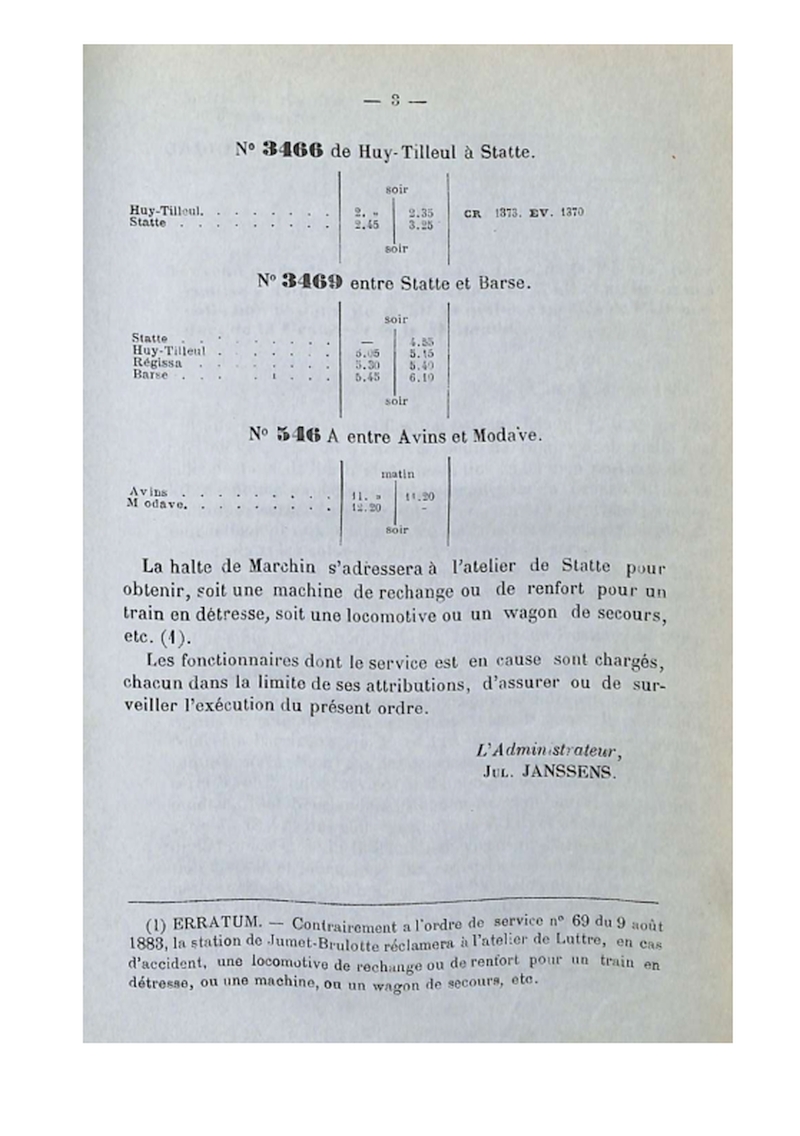 — 3 —
N° 3466 de Huy-Tilleul à Statte.
soir
Huy-Tilleul. . . . . . . . 2. » 2.35 CR 1373. EV. 1370
Statte . . . . . . . . . 2.45 3.25
soir
N° 3469 entre Statte et Barse.
soir
Statte . . . . . . . . . — 4.55
Huy-Tilleul . . . . . . . 5.05 5.15
Régissa . . . . . . . . 5.30 5.40
Barse . . . . . . . . . 5.45 6.10
soir
N° 546 A entre Avins et Modave.
matin
Avins . . . . . . . . . 11. » 11.20
Modave. . . . . . . . . 12.20 -
soir
La halte de Marchin s'adressera à l'atelier de Statte pour
obtenir, soit une machine de rechange ou de renfort pour un
train en détresse, soit une locomotive ou un wagon de secours,
etc. (1).
Les fonctionnaires dont le service est en cause sont chargés,
chacun dans la limite de ses attributions, d'assurer ou de sur-
veiller l'exécution du présent ordre.
L'Administrateur,
JUL. JANSSENS.
(1) ERRATUM. — Contrairement a l'ordre de service n° 69 du 9 août
1883, la station de Jumet-Brulotte réclamera à l'atelier de Luttre, en cas
d'accident, une locomotive de rechange ou de renfort pour un train en
détresse, ou une machine, ou un wagon de secours, etc.